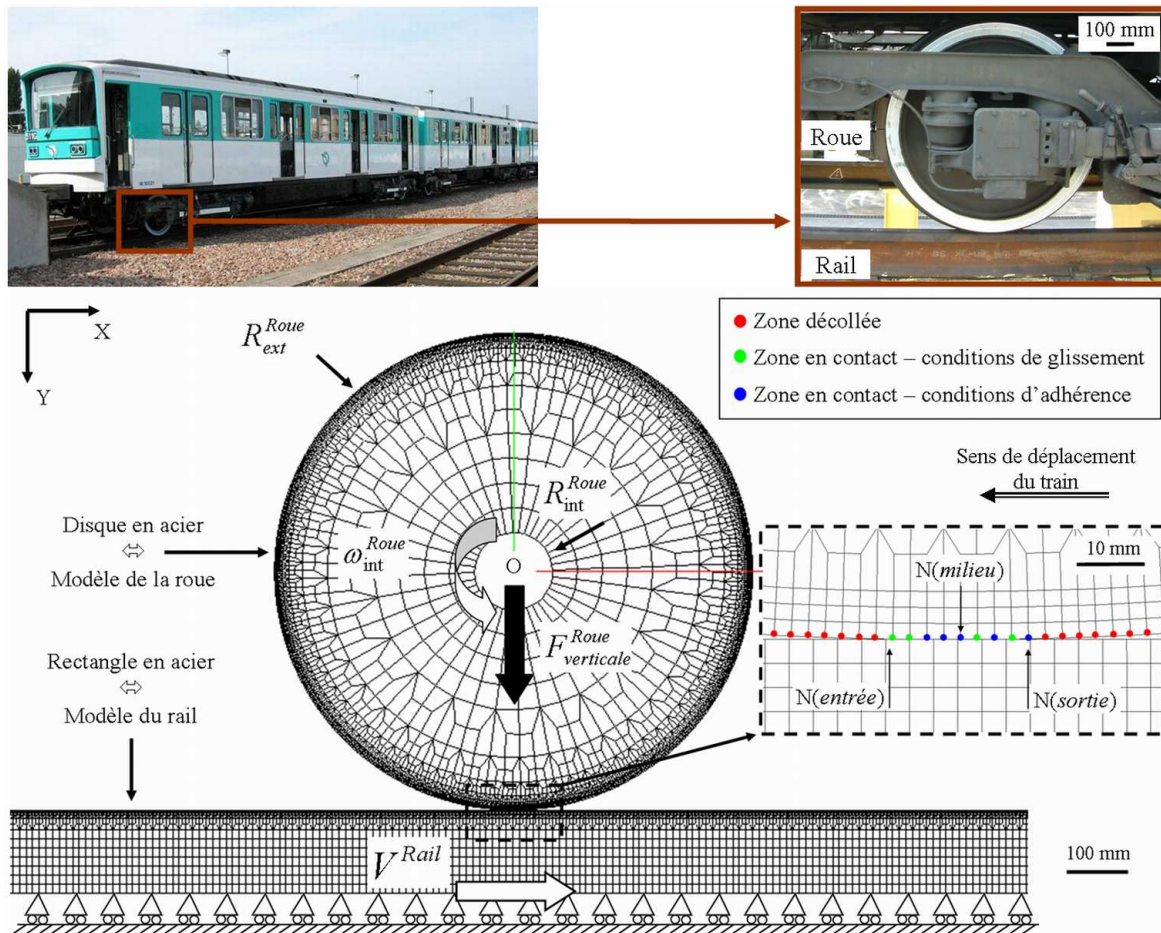 100 mm
Roue
Rail
X
Y
R_ext^Roue
Zone décollée
Zone en contact – conditions de glissement
Zone en contact – conditions d'adhérence
Sens de déplacement
du train
Disque en acier
⇔
Modèle de la roue
ω_int^Roue
R_int^Roue
O
F_verticale^Roue
10 mm
N(milieu)
N(entrée)
N(sortie)
Rectangle en acier
⇔
Modèle du rail
V^Rail
100 mm